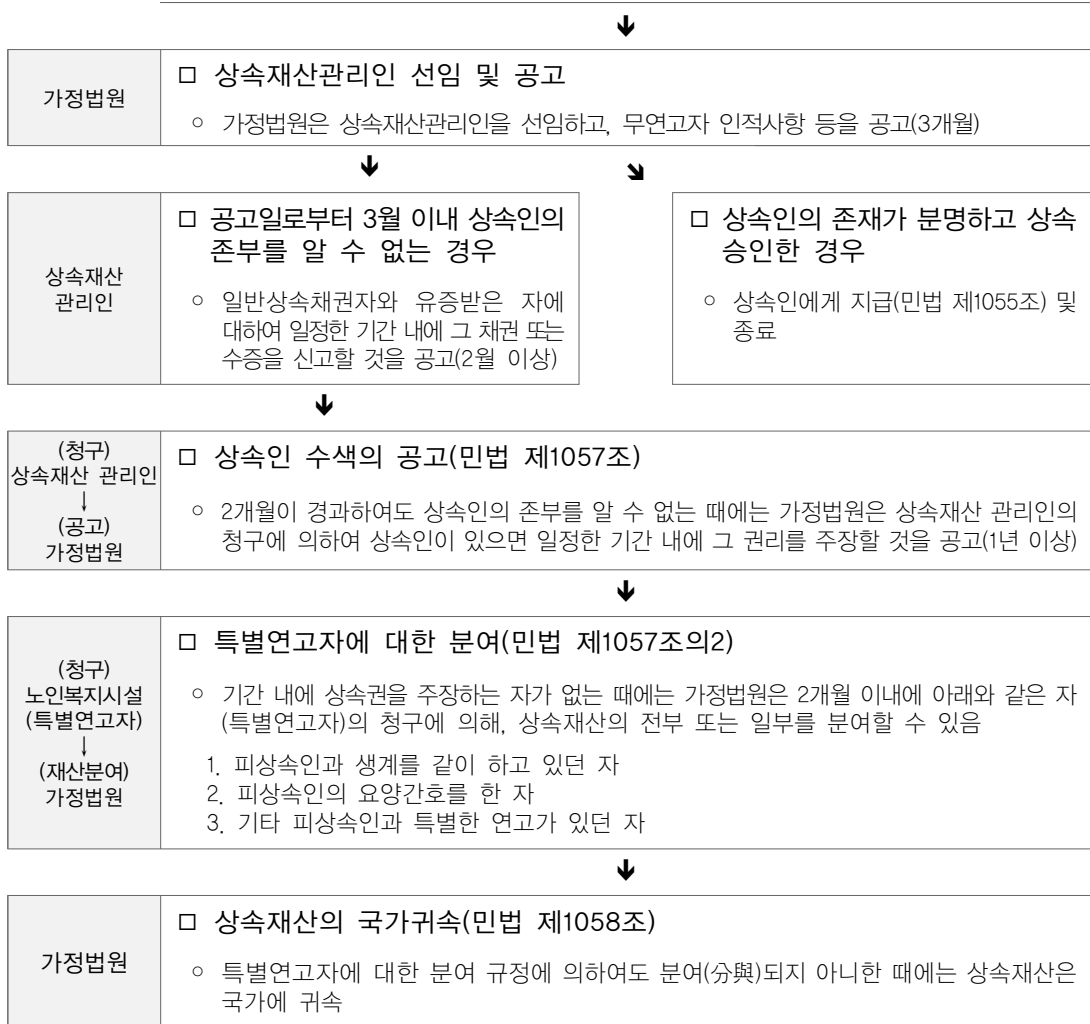 가정법원
□ 상속재산관리인 선임 및 공고
○ 가정법원은 상속재산관리인을 선임하고, 무연고자 인적사항 등을 공고(3개월)
상속재산
관리인
□ 공고일로부터 3월 이내 상속인의
존부를 알 수 없는 경우
○ 일반상속채권자와 유증받은 자에
대하여 일정한 기간 내에 그 채권 또는
수증을 신고할 것을 공고(2월 이상)
□ 상속인의 존재가 분명하고 상속
승인한 경우
○ 상속인에게 지급(민법 제1055조) 및
종료
(청구)
상속재산 관리인
↓
(공고)
가정법원
□ 상속인 수색의 공고(민법 제1057조)
○ 2개월이 경과하여도 상속인의 존부를 알 수 없는 때에는 가정법원은 상속재산 관리인의
청구에 의하여 상속인이 있으면 일정한 기간 내에 그 권리를 주장할 것을 공고(1년 이상)
(청구)
노인복지시설
(특별연고자)
↓
(재산분여)
가정법원
□ 특별연고자에 대한 분여(민법 제1057조의2)
○ 기간 내에 상속권을 주장하는 자가 없는 때에는 가정법원은 2개월 이내에 아래와 같은 자
(특별연고자)의 청구에 의해, 상속재산의 전부 또는 일부를 분여할 수 있음
1. 피상속인과 생계를 같이 하고 있던 자
2. 피상속인의 요양간호를 한 자
3. 기타 피상속인과 특별한 연고가 있던 자
가정법원
□ 상속재산의 국가귀속(민법 제1058조)
○ 특별연고자에 대한 분여 규정에 의하여도 분여(分與)되지 아니한 때에는 상속재산은
국가에 귀속